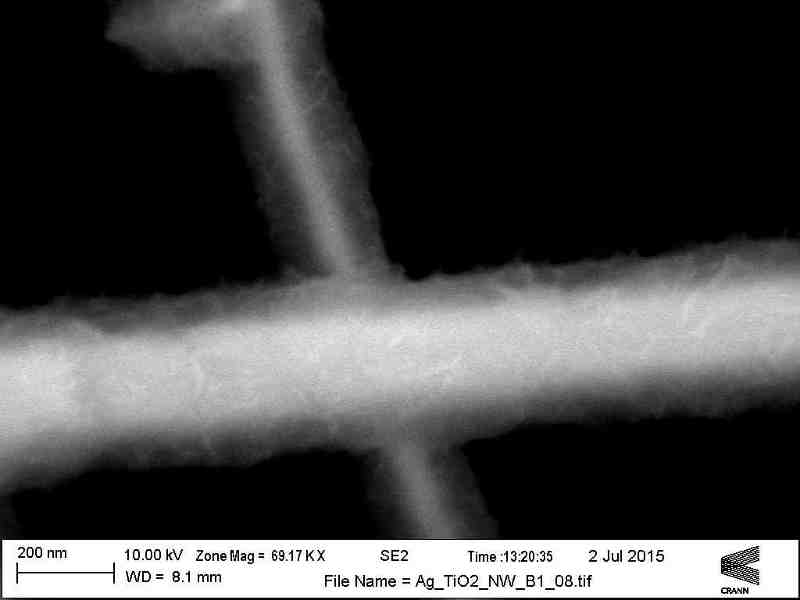 200 nm 10.00 kV Zone Mag = 69.17 K X SE2 Time :13:20:35 2 Jul 2015
WD = 8.1 mm File Name = Ag_TiO2_NW_B1_08.tif
CRANN